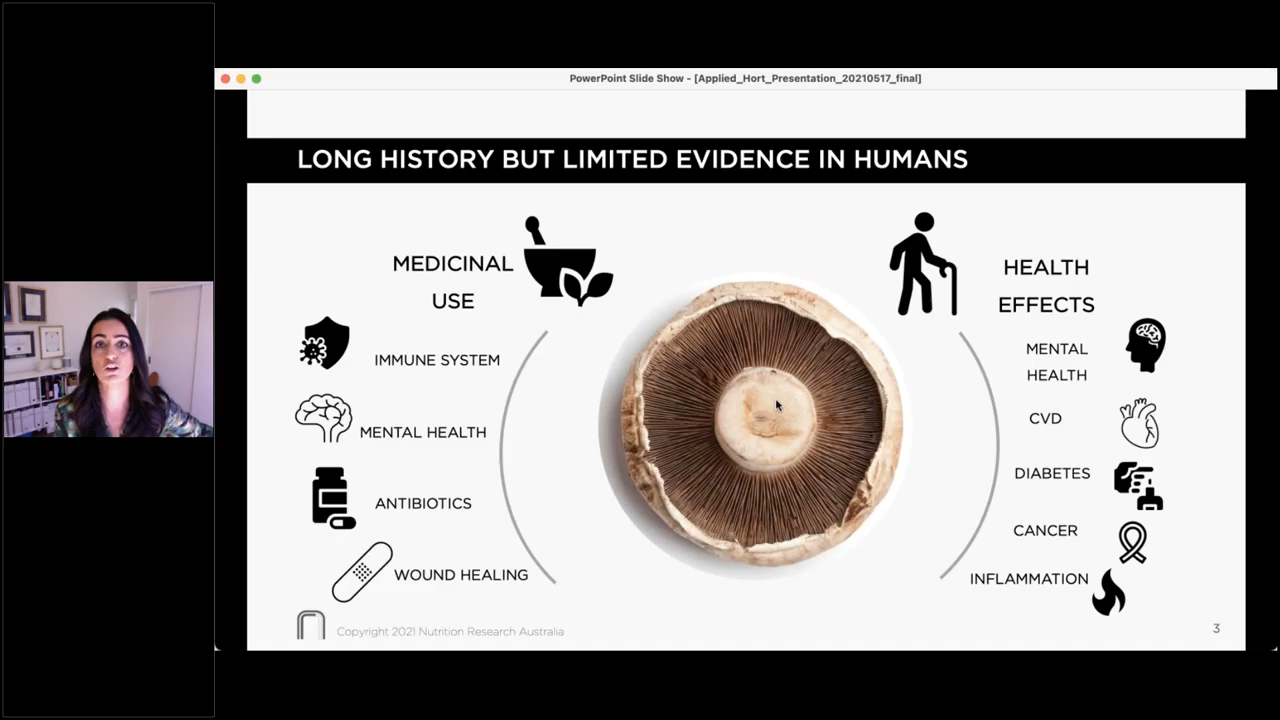 PowerPoint Slide Show - [Applied_Hort_Presentation_20210517_final]
LONG HISTORY BUT LIMITED EVIDENCE IN HUMANS
MEDICINAL
USE
IMMUNE SYSTEM
MENTAL HEALTH
ANTIBIOTICS
WOUND HEALING
HEALTH
EFFECTS
MENTAL
HEALTH
CVD
DIABETES
CANCER
INFLAMMATION
Copyright 2021 Nutrition Research Australia
3